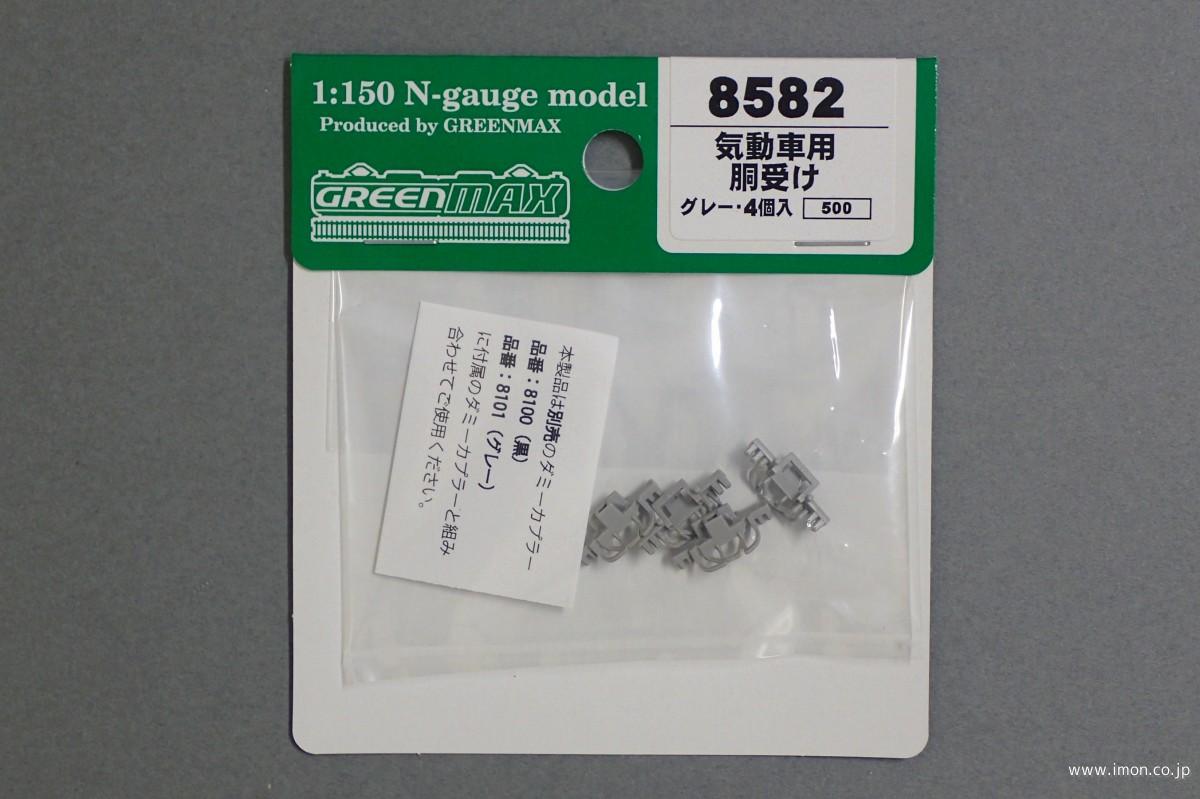 1:150 N-gauge model
Produced by GREENMAX
GREENMAX
8582
気動車用
胴受け
グレー・4個入 500
本製品は別売のダミーカプラー
品番：8100（黒）
品番：8101（グレー）
に付属のダミーカプラーと組み
合わせてご使用ください。
www.imon.co.jp